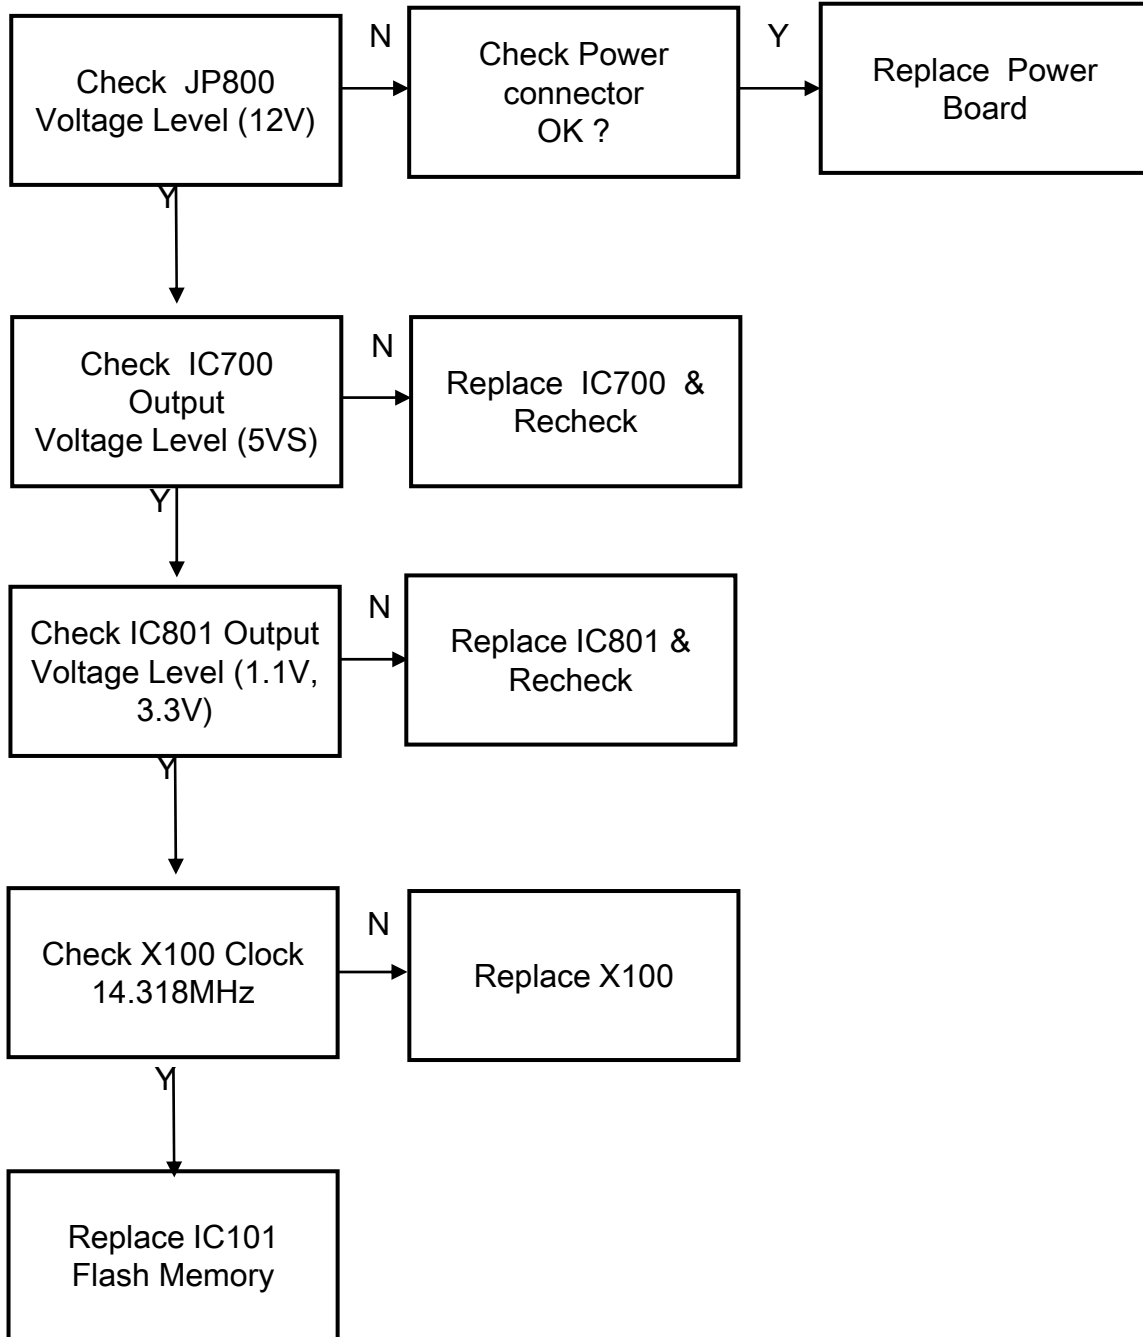 Check JP800
Voltage Level (12V)
N
Check Power
connector
OK ?
Y
Replace Power
Board
Y
Check IC700
Output
Voltage Level (5VS)
N
Replace IC700 &
Recheck
Y
Check IC801 Output
Voltage Level (1.1V,
3.3V)
N
Replace IC801 &
Recheck
Y
Check X100 Clock
14.318MHz
N
Replace X100
Y
Replace IC101
Flash Memory